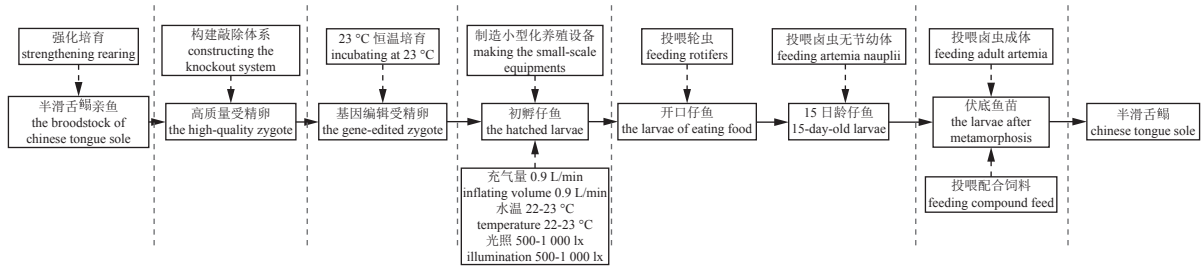 强化培育
strengthening rearing
半滑舌鳎亲鱼
the broodstock of
chinese tongue sole
构建敲除体系
constructing the
knockout system
高质量受精卵
the high-quality zygote
23 °C 恒温培育
incubating at 23 °C
基因编辑受精卵
the gene-edited zygote
制造小型化养殖设备
making the small-scale
equipments
初孵仔鱼
the hatched larvae
充气量 0.9 L/min
inflating volume 0.9 L/min
水温 22-23 °C
temperature 22-23 °C
光照 500-1 000 lx
illumination 500-1 000 lx
投喂轮虫
feeding rotifers
开口仔鱼
the larvae of eating food
投喂卤虫无节幼体
feeding artemia nauplii
15 日龄仔鱼
15-day-old larvae
投喂卤虫成体
feeding adult artemia
伏底鱼苗
the larvae after
metamorphosis
投喂配合饲料
feeding compound feed
半滑舌鳎
chinese tongue sole